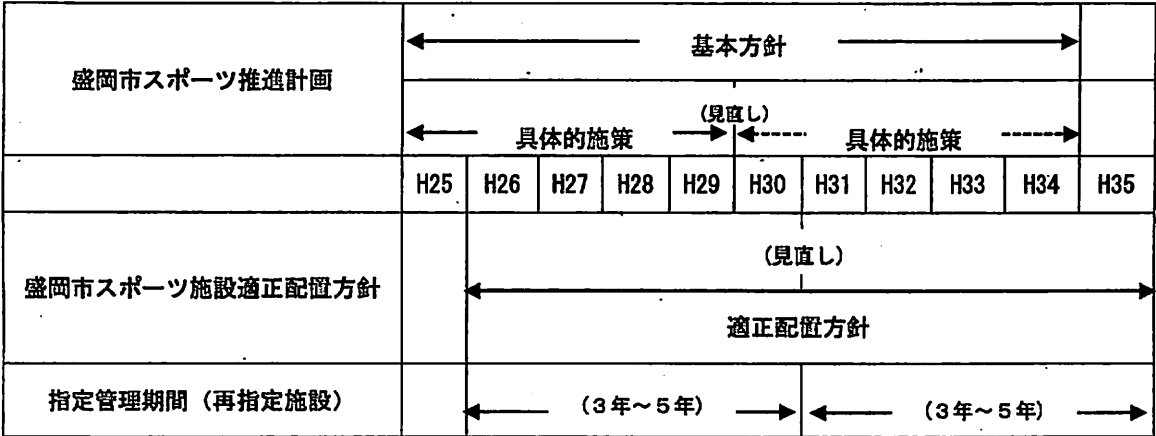 基本方針
盛岡市スポーツ推進計画
(見直し)
具体的施策 具体的施策
H25 H26 H27 H28 H29 H30 H31 H32 H33 H34 H35
(見直し)
盛岡市スポーツ施設適正配置方針
適正配置方針
指定管理期間（再指定施設） (3年～5年) (3年～5年)